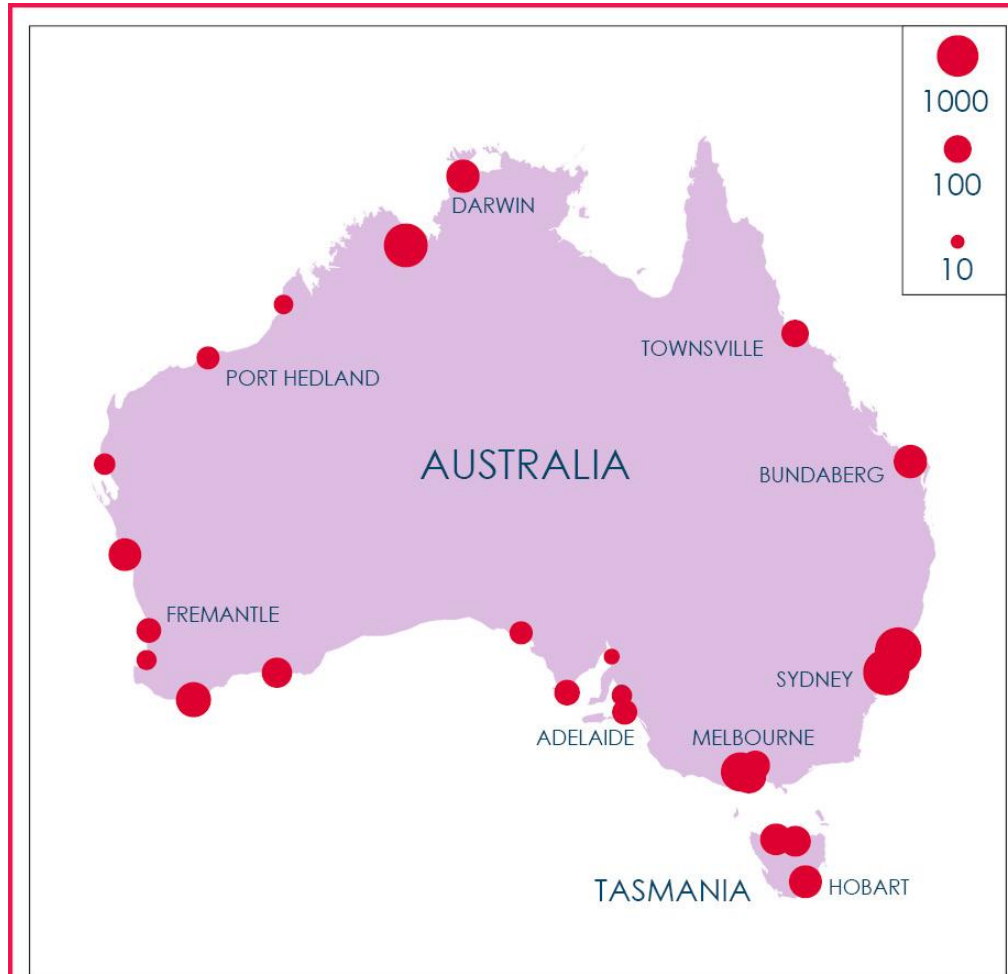 1000
100
10
DARWIN
TOWNSVILLE
PORT HEDLAND
AUSTRALIA
BUNDABERG
FREMANTLE
SYDNEY
ADELAIDE
MELBOURNE
TASMANIA
HOBART